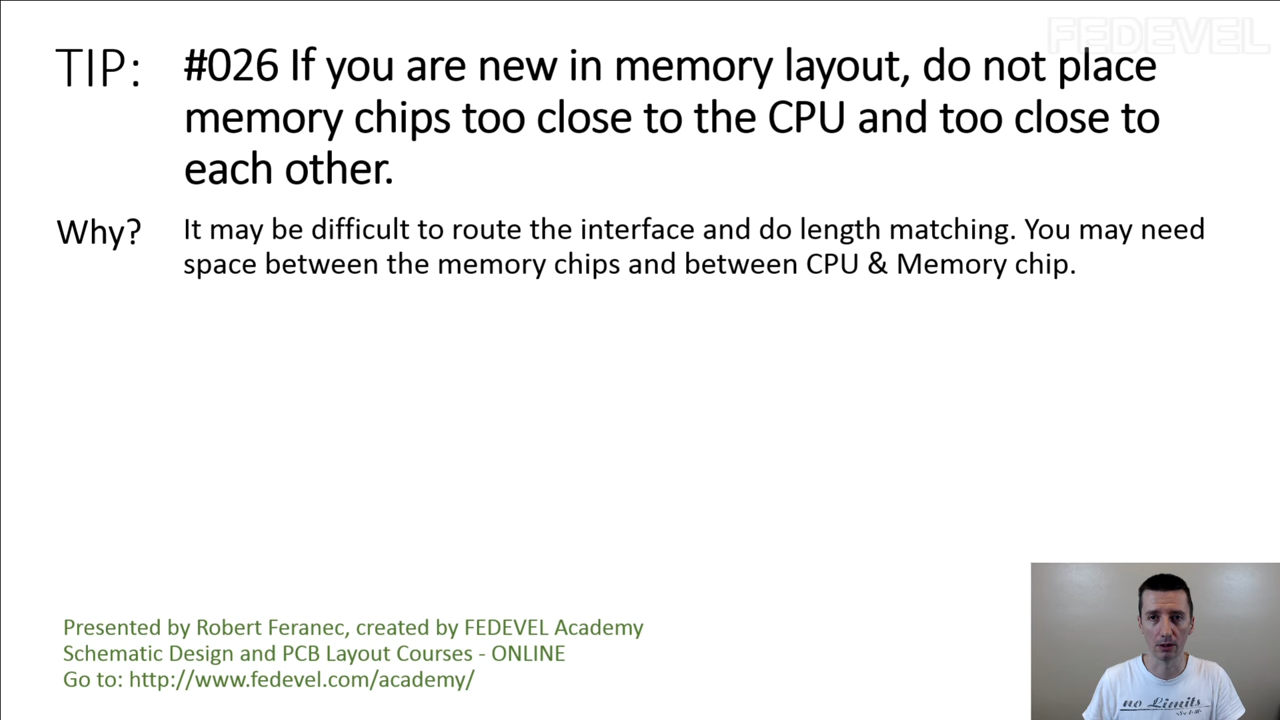 FEDEVEL
TIP: #026 If you are new in memory layout, do not place
memory chips too close to the CPU and too close to
each other.
Why? It may be difficult to route the interface and do length matching. You may need
space between the memory chips and between CPU & Memory chip.
Presented by Robert Feranec, created by FEDEVEL Academy
Schematic Design and PCB Layout Courses - ONLINE
Go to: http://www.fedevel.com/academy/
no Limits